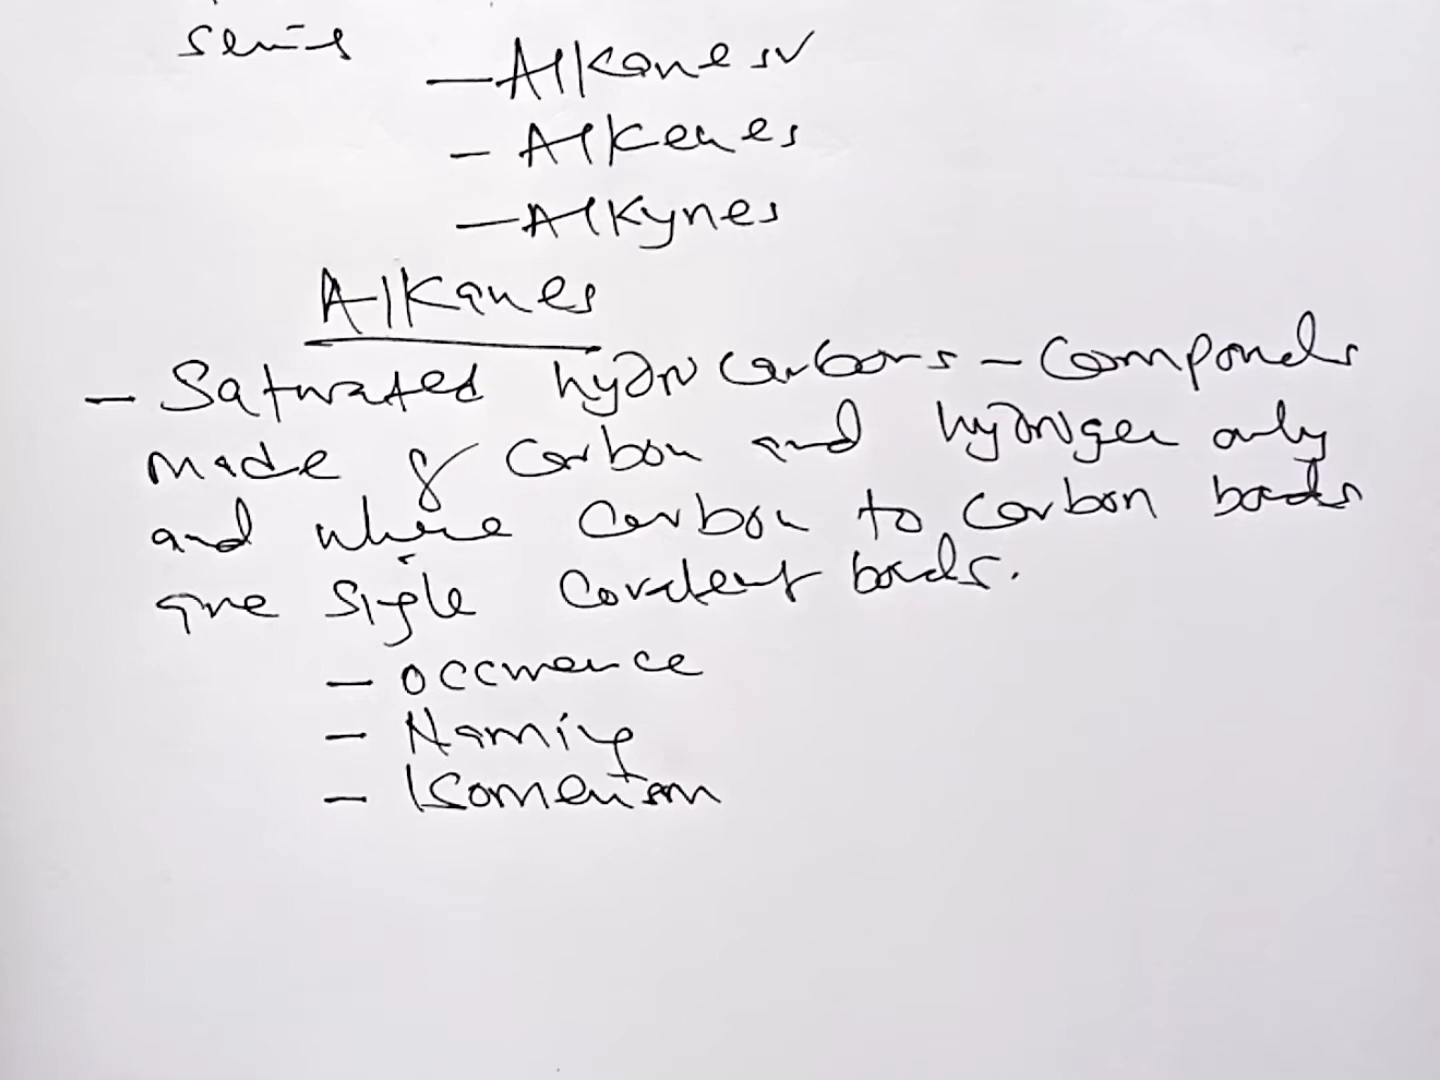 series
- Alkanes ✓
- Alkenes
- Alkynes
Alkanes
- Saturated hydrocarbons - Compounds
made of carbon and hydrogen only
and where carbon to carbon bonds
are single covalent bonds.
- Occurrence
- Naming
- Isomerism